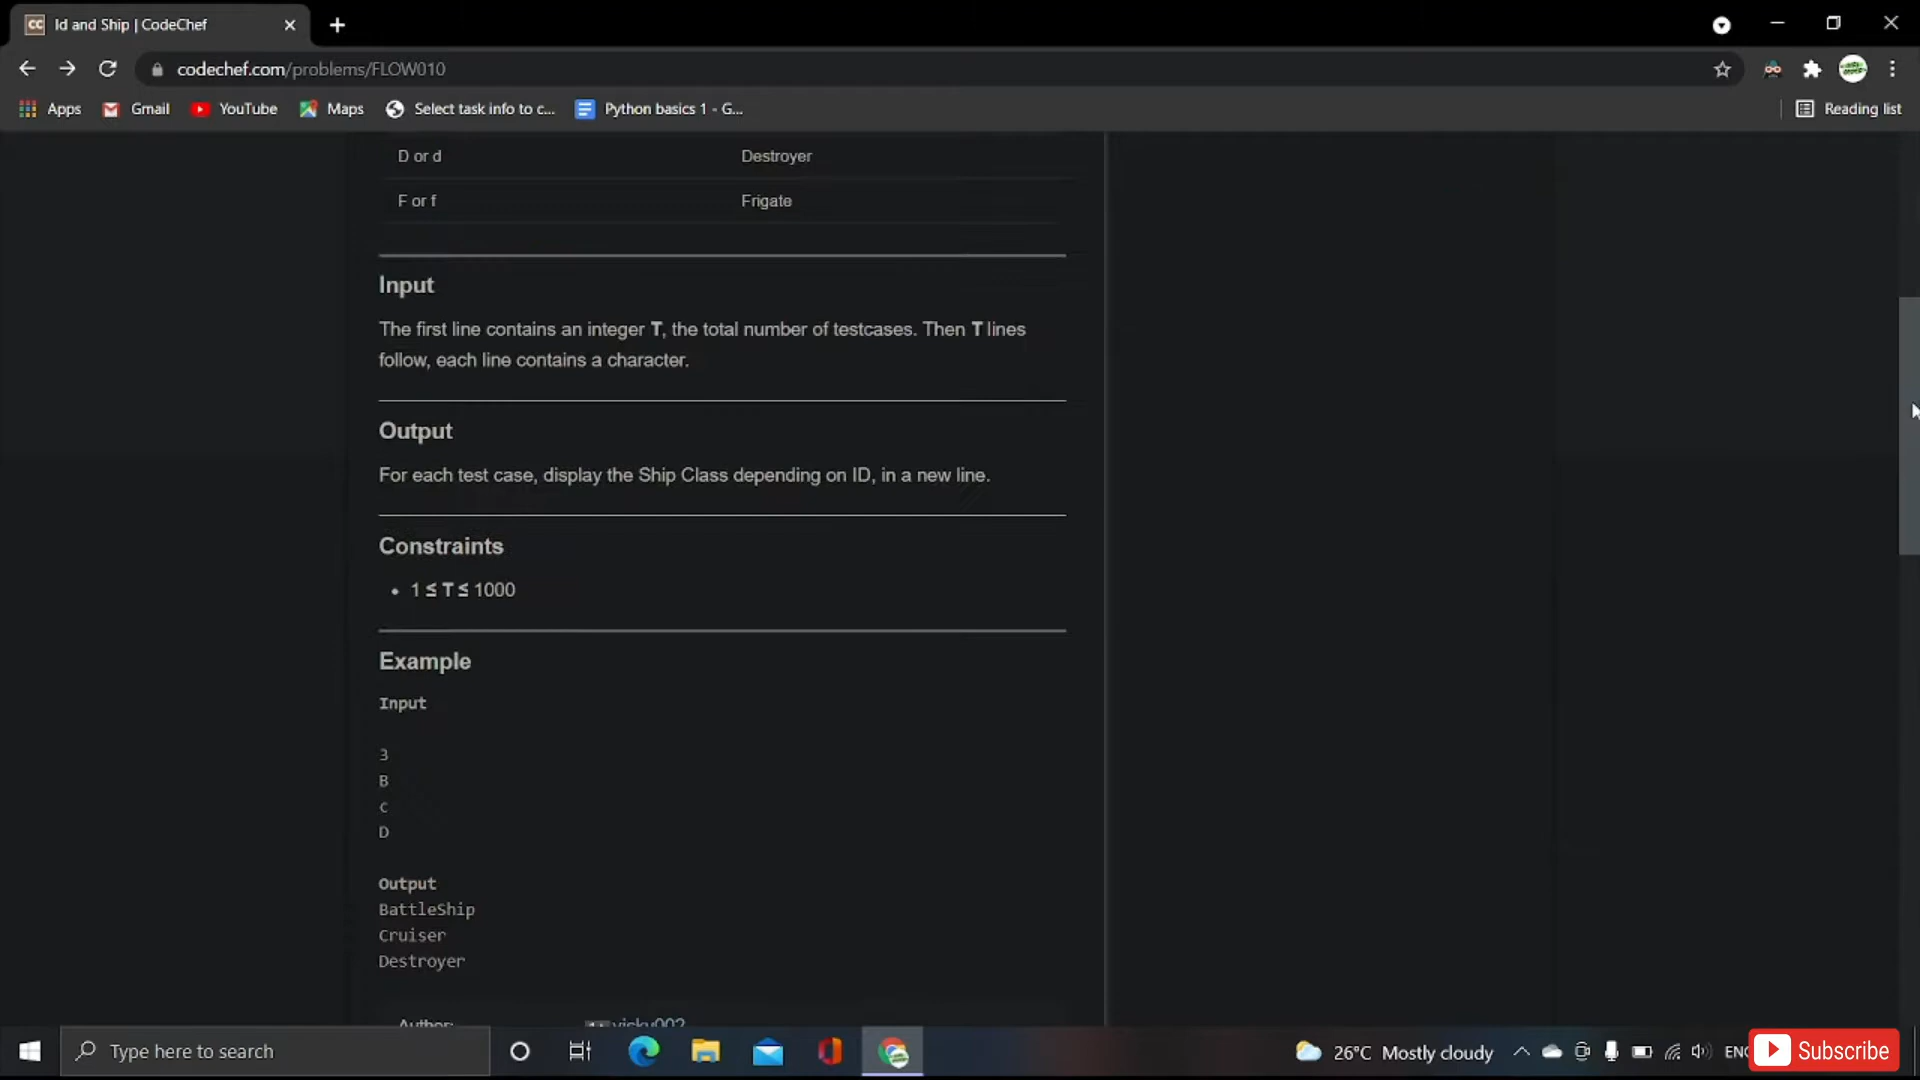 CC Id and Ship | CodeChef
codechef.com/problems/FLOW010
Apps Gmail YouTube Maps Select task info to c... Python basics 1 - G... Reading list
D or d Destroyer
F or f Frigate
Input
The first line contains an integer T, the total number of testcases. Then T lines
follow, each line contains a character.
Output
For each test case, display the Ship Class depending on ID, in a new line.
Constraints
• 1 ≤ T ≤ 1000
Example
Input
3
B
c
D
Output
BattleShip
Cruiser
Destroyer
Author: vicky002
Type here to search 26°C Mostly cloudy ENG Subscribe